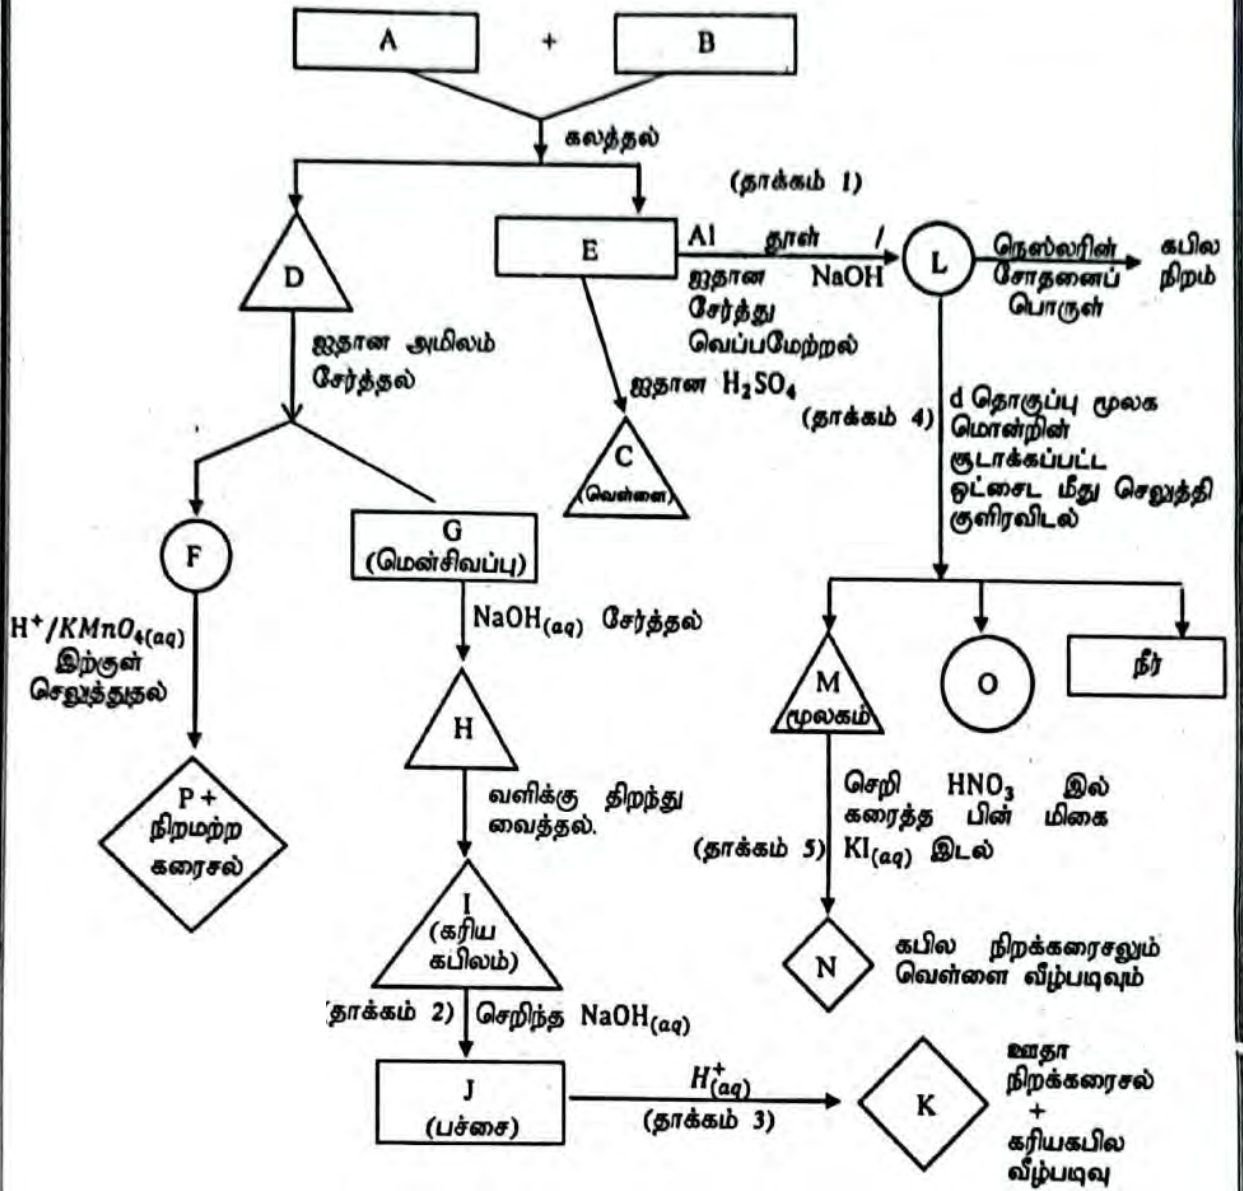 A + B
கலத்தல்
(தாக்கம் 1)
D
E
Al தூள் /
ஐதான NaOH
சேர்த்து
வெப்பமேற்றல்
L
நெஸ்லரின்
சோதனைப்
பொருள்
கபில
நிறம்
ஐதான அமிலம்
சேர்த்தல்
ஐதான H₂SO₄
C
(வெள்ளை)
(தாக்கம் 4)
d தொகுப்பு மூலக
மொன்றின்
சூடாக்கப்பட்ட
ஒட்சைட மீது செலுத்தி
குளிரவிடல்
F
G
(மென்சிவப்பு)
H⁺/KMnO₄(aq)
இற்குள்
செலுத்துதல்
NaOH(aq) சேர்த்தல்
M
மூலகம்
O
நீர்
H
P +
நிறமற்ற
கரைசல்
வளிக்கு திறந்து
வைத்தல்.
செறி HNO₃ இல்
கரைத்த பின் மிகை
(தாக்கம் 5) KI(aq) இடல்
I
(கரிய
கபிலம்)
N
கபில நிறக்கரைசலும்
வெள்ளை வீழ்படிவும்
(தாக்கம் 2) செறிந்த NaOH(aq)
J
(பச்சை)
H⁺(aq)
(தாக்கம் 3)
K
ஊதா
நிறக்கரைசல்
+
கரியகபில
வீழ்படிவு